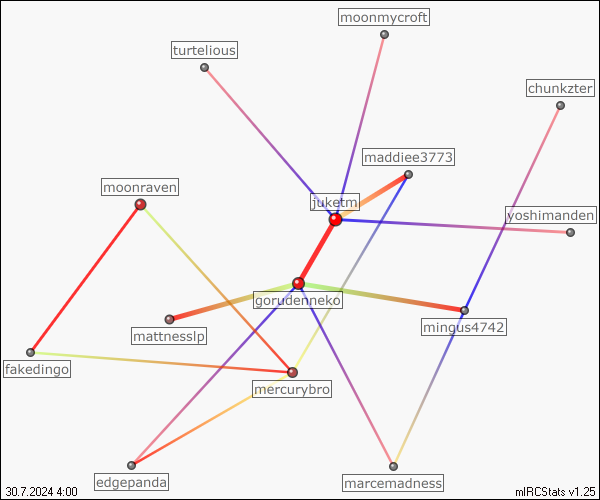 moonmycroft
turtelious
chunkzter
maddiee3773
moonraven
juketm
yoshimanden
gorudenneko
mattnesslp
mingus4742
fakedingo
mercurybro
edgepanda
marcemadness
30.7.2024 4:00
mIRCStats v1.25